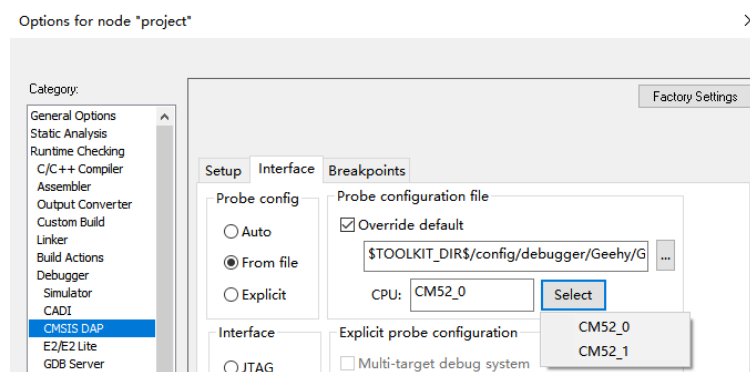 Options for node "project"
Category:
Factory Settings
General Options
Static Analysis
Runtime Checking
C/C++ Compiler
Assembler
Output Converter
Custom Build
Linker
Build Actions
Debugger
Simulator
CADI
CMSIS DAP
E2/E2 Lite
GDB Server
Setup Interface Breakpoints
Probe config
Auto
From file
Explicit
Probe configuration file
Override default
$TOOLKIT_DIR$/config/debugger/Geehy/G ...
CPU: CM52_0 Select
CM52_0
CM52_1
Interface
JTAG
Explicit probe configuration
Multi-target debug system